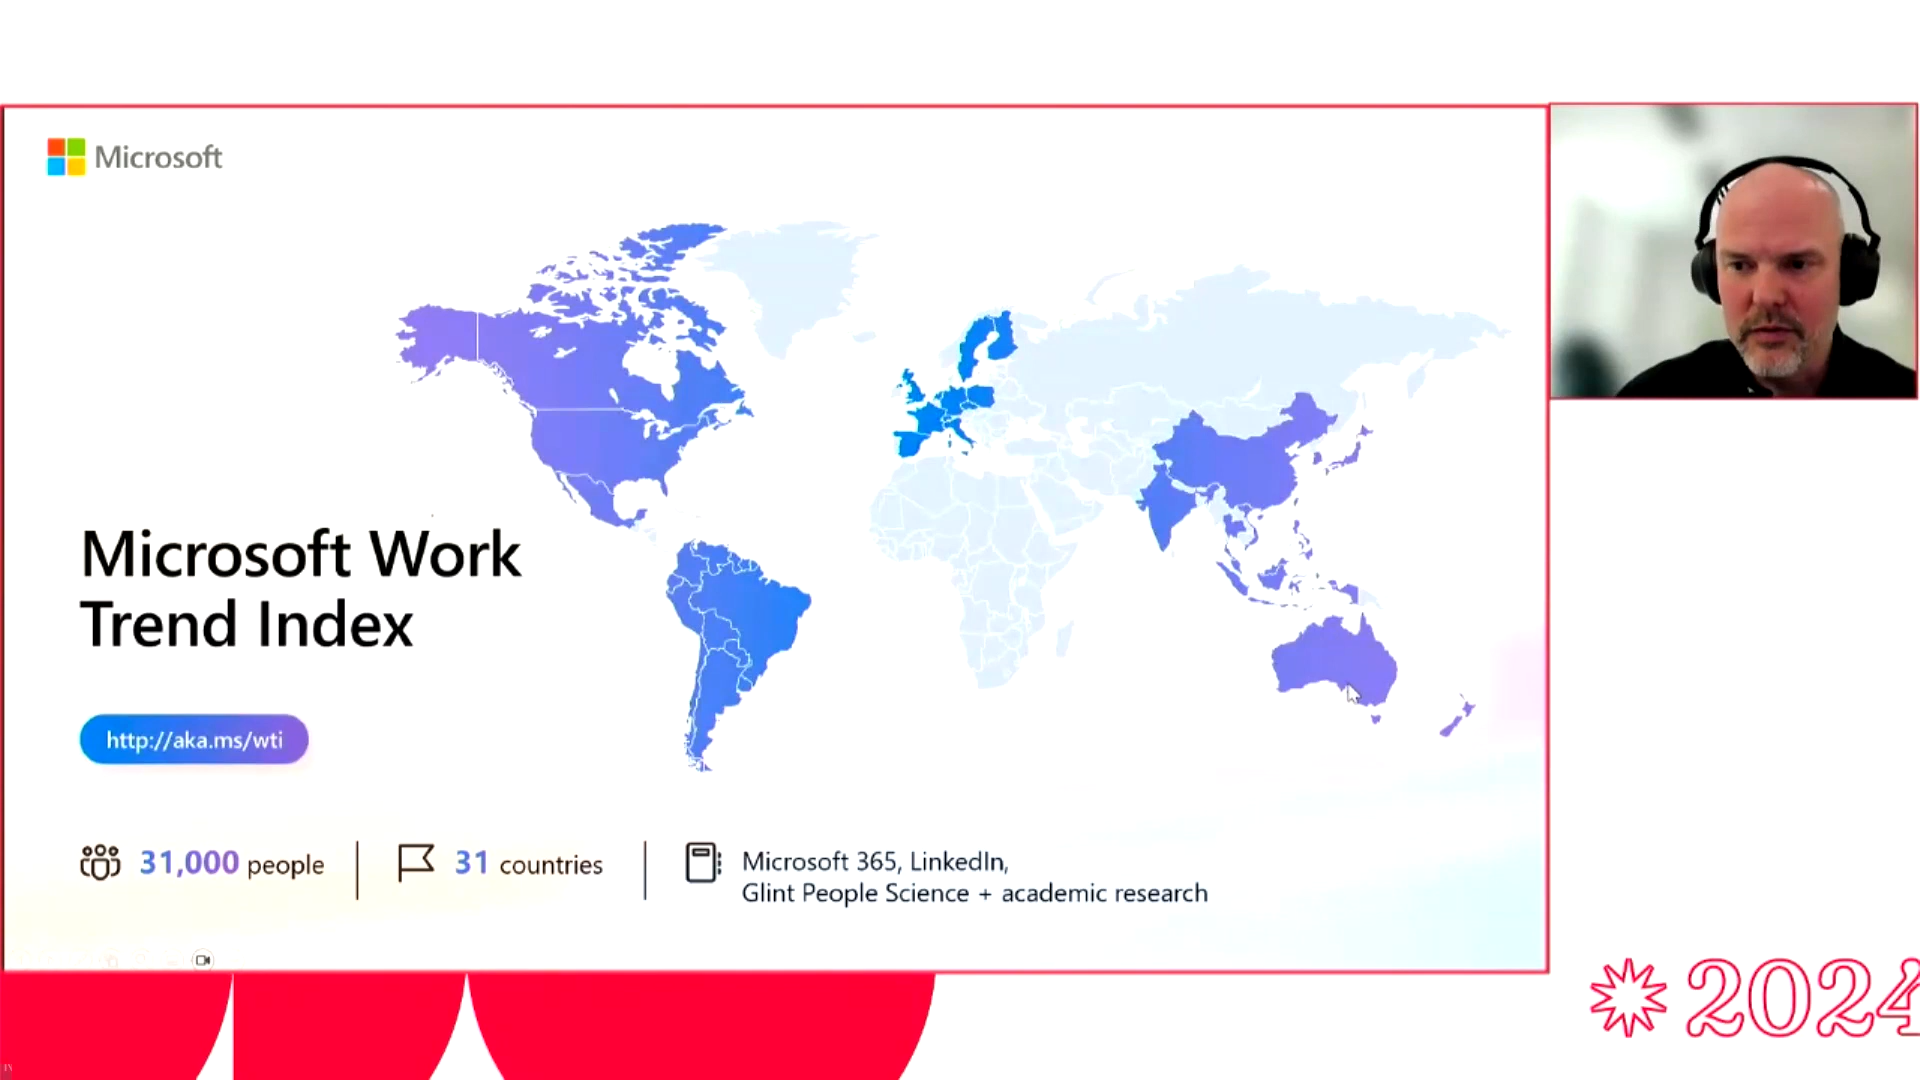 Microsoft
Microsoft Work
Trend Index
http://aka.ms/wti
31,000 people
31 countries
Microsoft 365, LinkedIn,
Glint People Science + academic research
2024